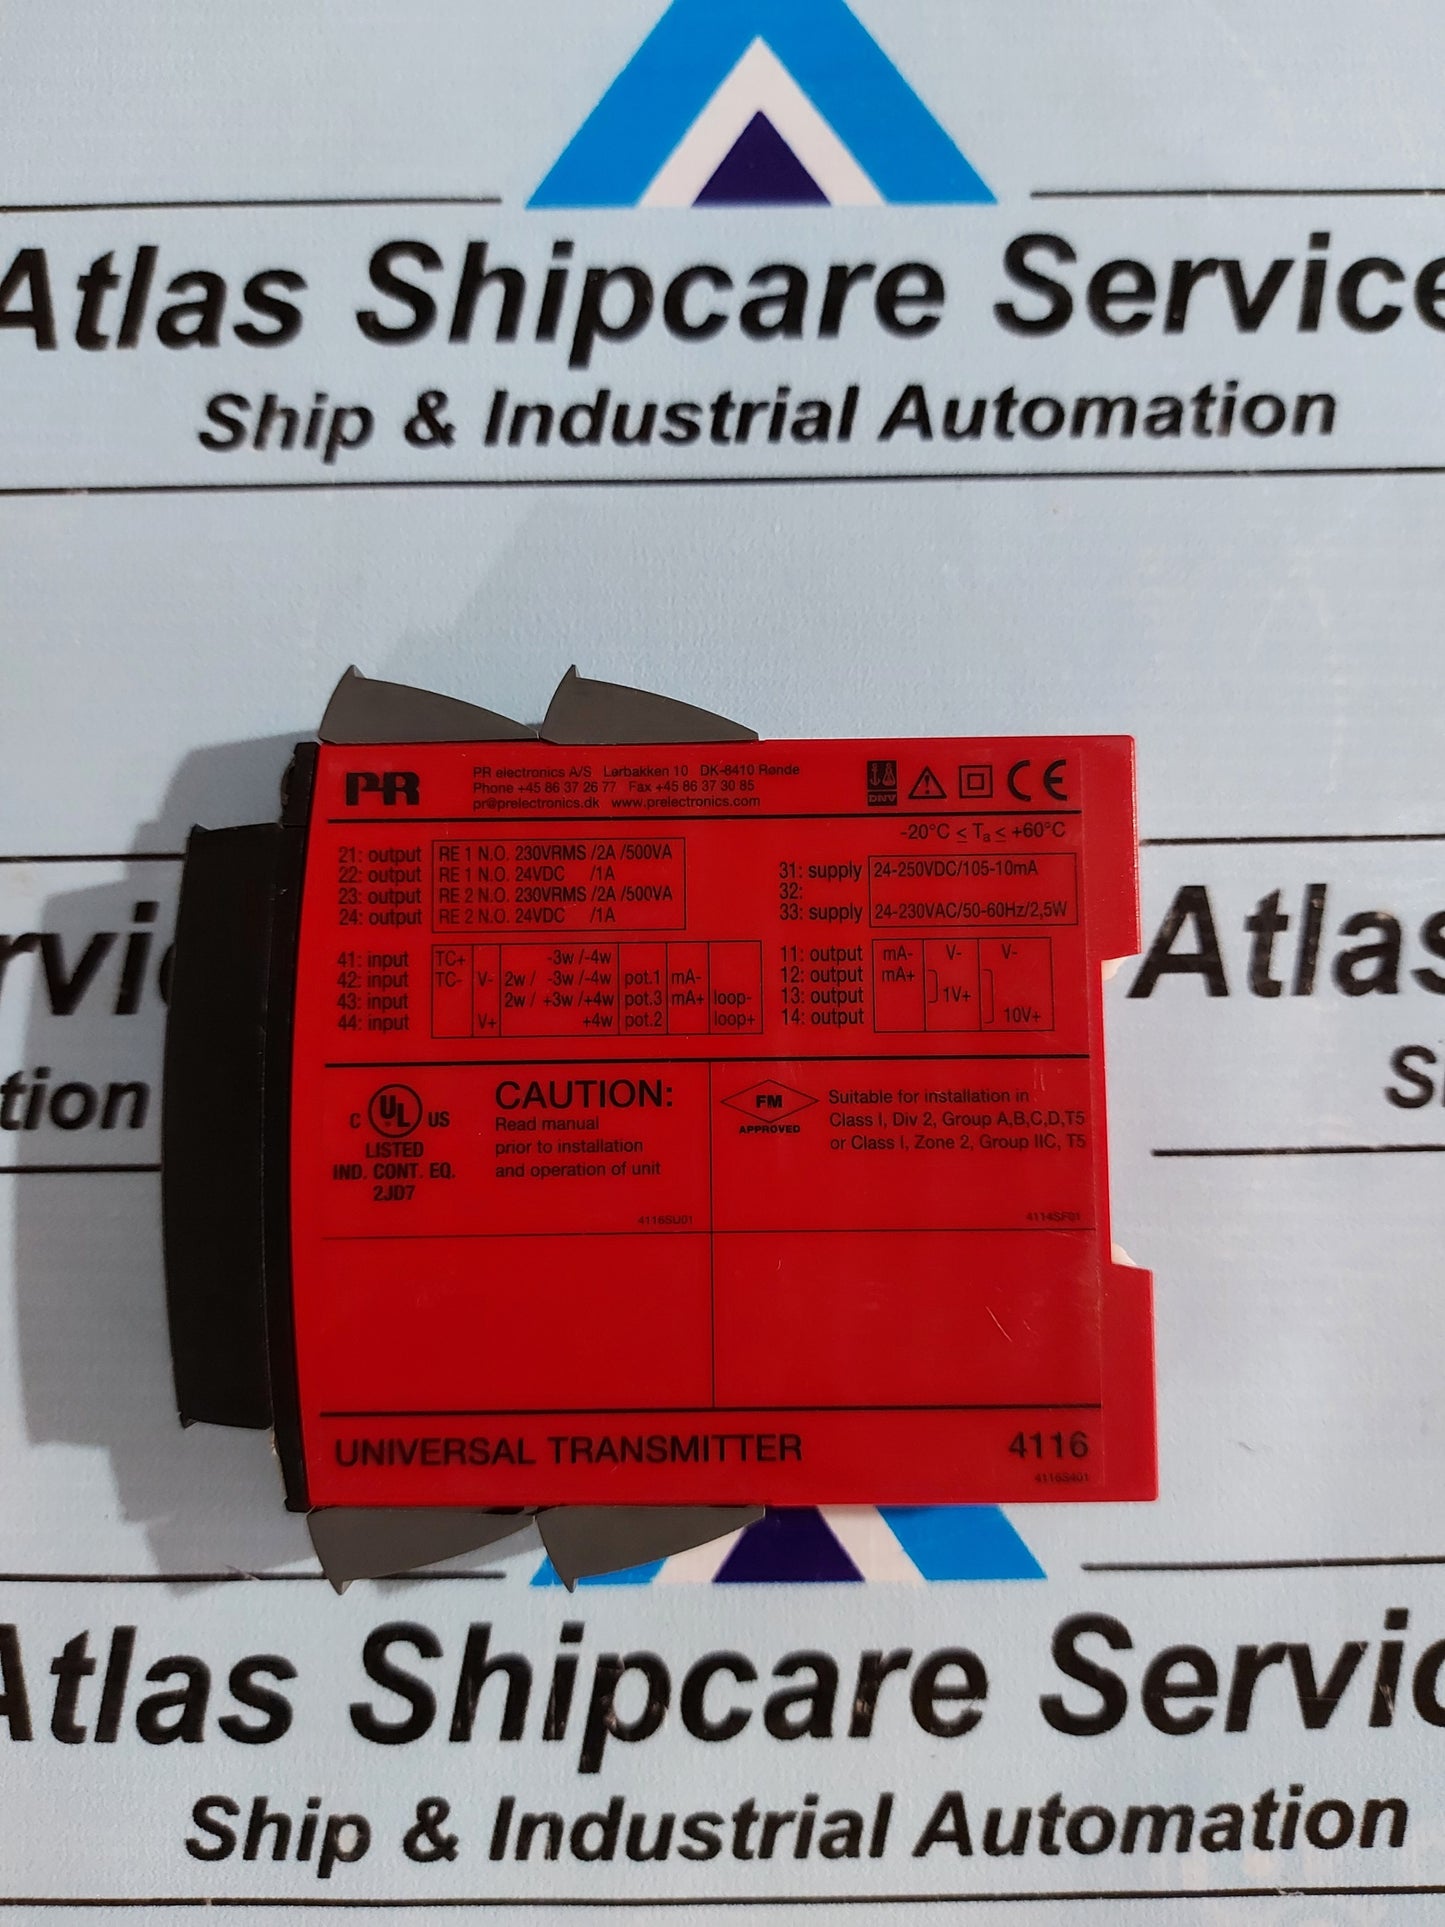 Atlas Shipcare Service
Ship & Industrial Automation
PR
PR electronics A/S Lerbakken 10 DK-8410 Rønde
Phone +45 86 37 26 77 Fax +45 86 37 30 85
pr@prelectronics.dk www.prelectronics.com
DNV
CE
-20°C ≤ Ta ≤ +60°C
21: output RE 1 N.O. 230VRMS /2A /500VA
22: output RE 1 N.O. 24VDC /1A
23: output RE 2 N.O. 230VRMS /2A /500VA
24: output RE 2 N.O. 24VDC /1A
31: supply 24-250VDC/105-10mA
32:
33: supply 24-230VAC/50-60Hz/2,5W
41: input TC+ -3w /-4w
42: input TC- V- 2w / -3w /-4w pot.1 mA-
43: input 2w / +3w /+4w pot.3 mA+ loop-
44: input V+ +4w pot.2 loop+
11: output mA- V- V-
12: output mA+
13: output 1V+
14: output 10V+
C UL US
LISTED
IND. CONT. EQ.
2JD7
CAUTION:
Read manual
prior to installation
and operation of unit
4116SU01
FM
APPROVED
Suitable for installation in
Class I, Div 2, Group A,B,C,D,T5
or Class I, Zone 2, Group IIC, T5
4114SF01
UNIVERSAL TRANSMITTER 4116
4116S401
rvi
tion
Atlas
S
Atlas Shipcare Servic
Ship & Industrial Automation